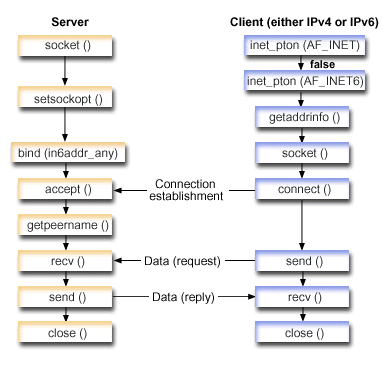 Server
Client (either IPv4 or IPv6)
socket ()
inet_pton (AF_INET)
false
inet_pton (AF_INET6)
setsockopt ()
getaddrinfo ()
bind (in6addr_any)
socket ()
accept ()
Connection
establishment
connect ()
getpeername ()
recv ()
Data (request)
send ()
send ()
Data (reply)
recv ()
close ()
close ()